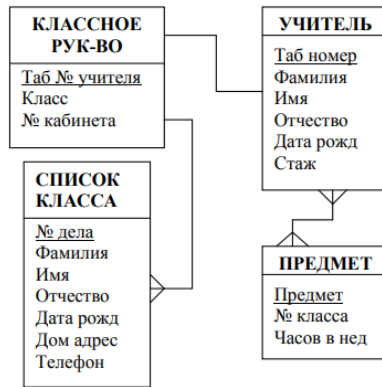 КЛАССНОЕ
РУК-ВО
Таб № учителя
Класс
№ кабинета
УЧИТЕЛЬ
Таб номер
Фамилия
Имя
Отчество
Дата рожд
Стаж
СПИСОК
КЛАССА
№ дела
Фамилия
Имя
Отчество
Дата рожд
Дом адрес
Телефон
ПРЕДМЕТ
Предмет
№ класса
Часов в нед